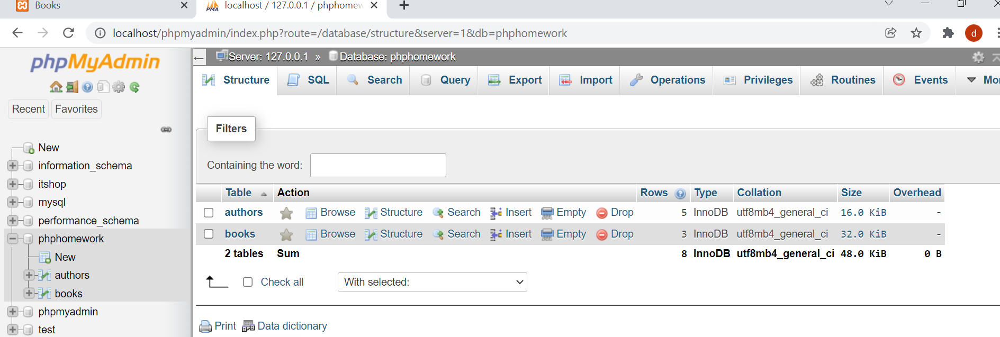 Books
PMA localhost / 127.0.0.1 / phphomew
localhost/phpmyadmin/index.php?route=/database/structure&server=1&db=phphomework
d
phpMyAdmin
Recent Favorites
New
information_schema
itshop
mysql
performance_schema
phphomework
New
authors
books
phpmyadmin
test
Server: 127.0.0.1 » Database: phphomework
Structure SQL Search Query Export Import Operations Privileges Routines Events Mo
Filters
Containing the word:
Table Action Rows Type Collation Size Overhead
authors Browse Structure Search Insert Empty Drop 5 InnoDB utf8mb4_general_ci 16.0 KiB -
books Browse Structure Search Insert Empty Drop 3 InnoDB utf8mb4_general_ci 32.0 KiB -
2 tables Sum 8 InnoDB utf8mb4_general_ci 48.0 KiB 0 B
Check all With selected:
Print Data dictionary